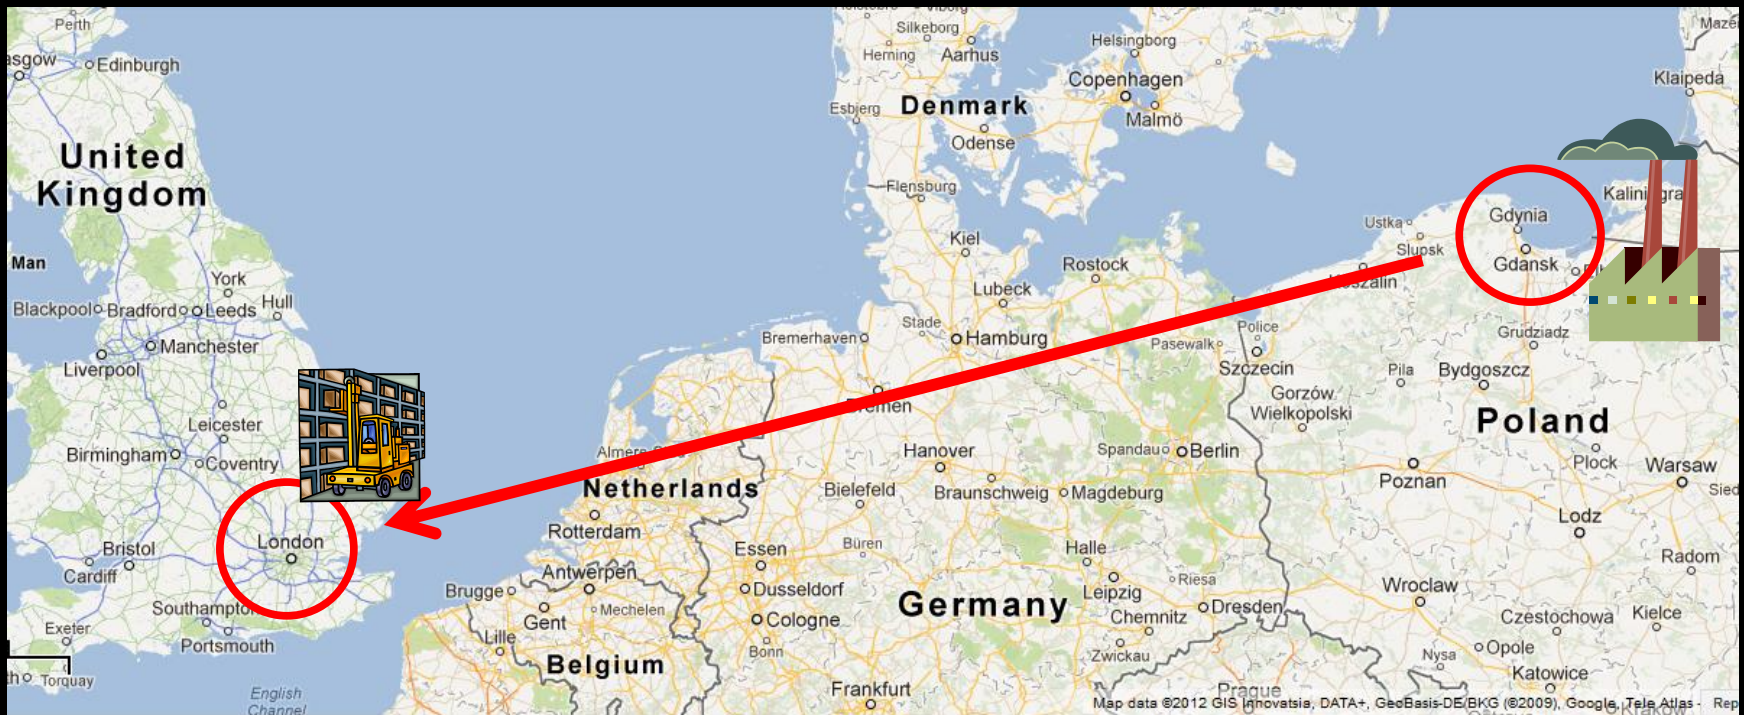 Perth
Edinburgh
United
Kingdom
Man
York
Blackpool
Bradford
Leeds
Hull
Manchester
Liverpool
Leicester
Birmingham
Coventry
London
Bristol
Cardiff
Southampton
Portsmouth
Exeter
Torquay
English
Channel
Silkeborg
Herning
Aarhus
Helsingborg
Copenhagen
Esbjerg
Denmark
Malmö
Odense
Flensburg
Kiel
Rostock
Lubeck
Stade
Hamburg
Bremerhaven
Bremen
Netherlands
Rotterdam
Antwerpen
Brugge
Gent
Mechelen
Lille
Belgium
Hanover
Bielefeld
Braunschweig
Magdeburg
Spandau
Berlin
Essen
Büren
Dusseldorf
Cologne
Bonn
Germany
Halle
Leipzig
Riesa
Chemnitz
Dresden
Zwickau
Frankfurt
Prague
Klaipeda
Ustka
Slupsk
Gdynia
Gdansk
Police
Pasewalk
Szczecin
Grudziadz
Pila
Bydgoszcz
Gorzów
Wielkopolski
Poland
Plock
Warsaw
Poznan
Lodz
Radom
Wroclaw
Czestochowa
Kielce
Nysa
Opole
Katowice
Map data ©2012 GIS Innovatsia, DATA+, GeoBasis-DE/BKG (©2009), Google, Tele Atlas - Rep